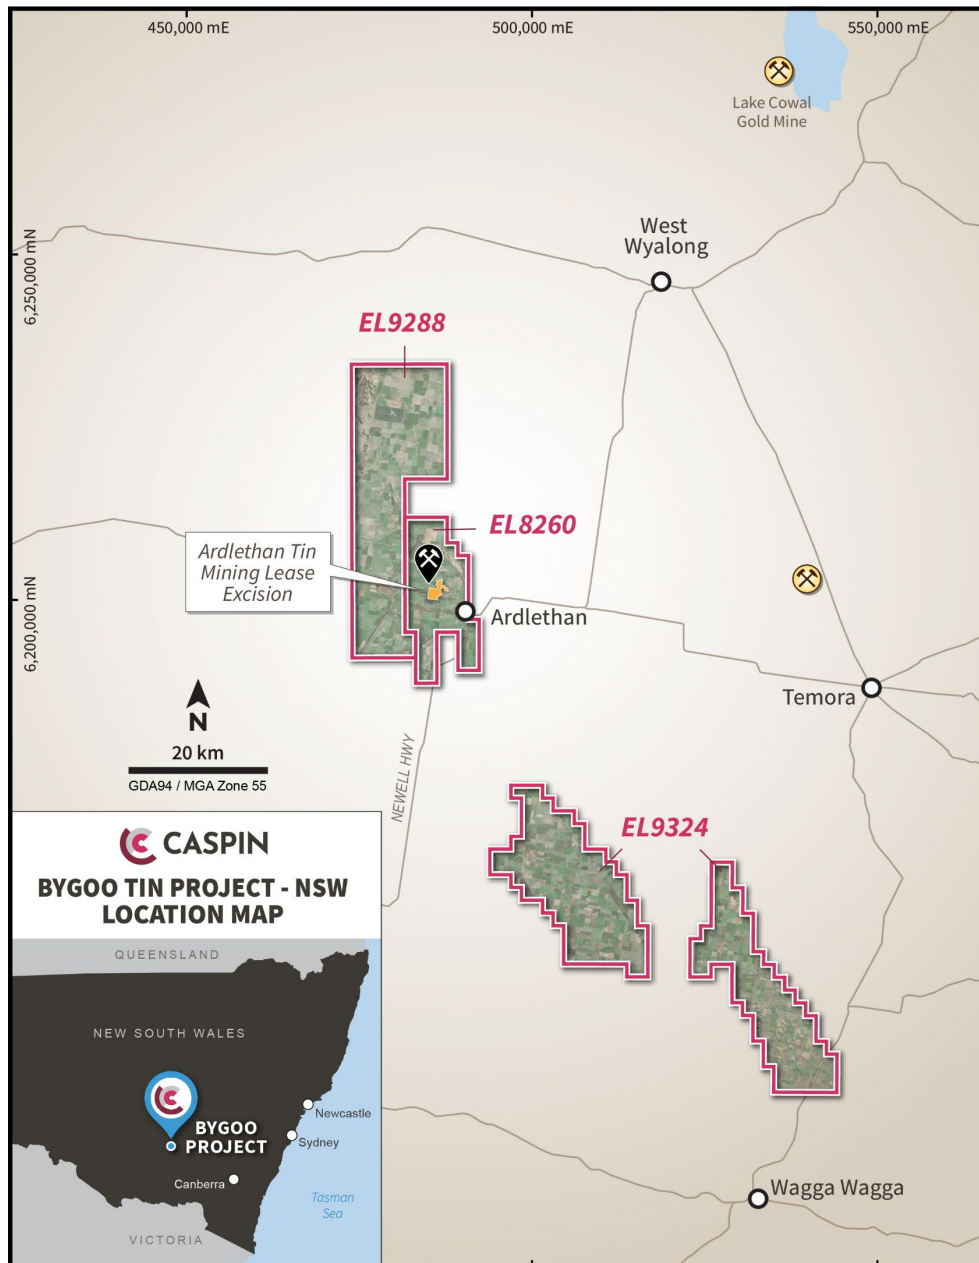 450,000 mE
500,000 mE
550,000 mE
Lake Cowal
Gold Mine
West
Wyalong
6,250,000 mN
EL9288
EL8260
Ardlethan Tin
Mining Lease
Excision
Ardlethan
6,200,000 mN
Temora
N
20 km
GDA94 / MGA Zone 55
NEWELL HWY
EL9324
CASPIN
BYGOO TIN PROJECT - NSW
LOCATION MAP
QUEENSLAND
NEW SOUTH WALES
BYGOO
PROJECT
Newcastle
Sydney
Canberra
Tasman
Sea
VICTORIA
Wagga Wagga